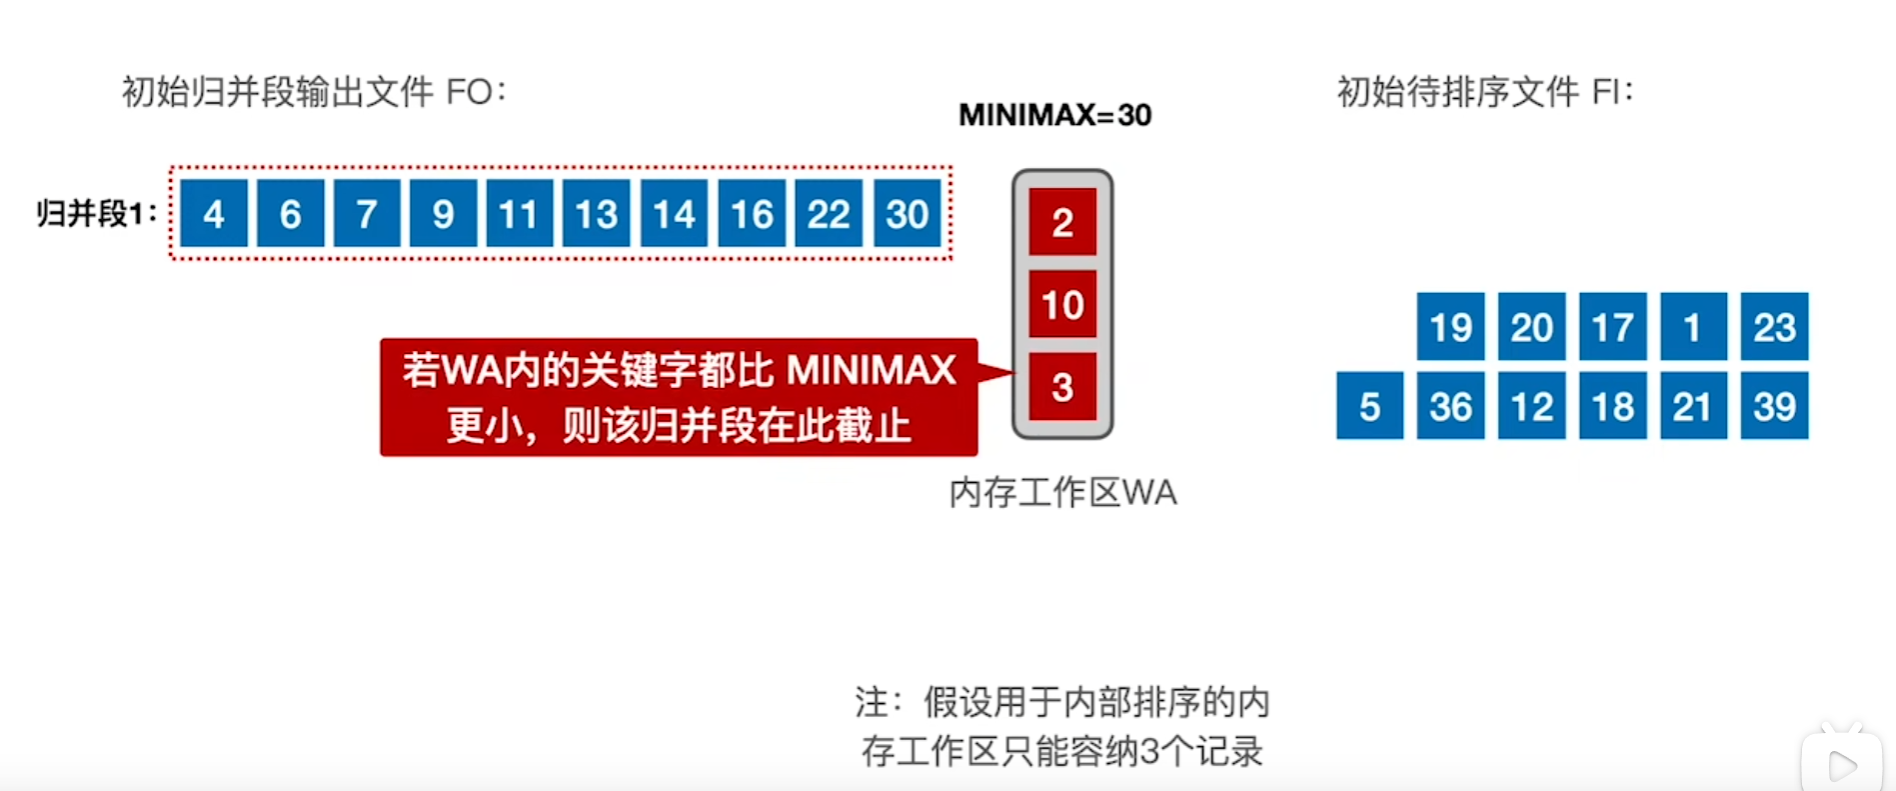 初始归并段输出文件 FO：
MINIMAX=30
初始待排序文件 FI：
归并段1：
4 6 7 9 11 13 14 16 22 30
2
10
3
若WA内的关键字都比 MINIMAX
更小，则该归并段在此截止
19 20 17 1 23
5 36 12 18 21 39
内存工作区WA
注：假设用于内部排序的内
存工作区只能容纳3个记录